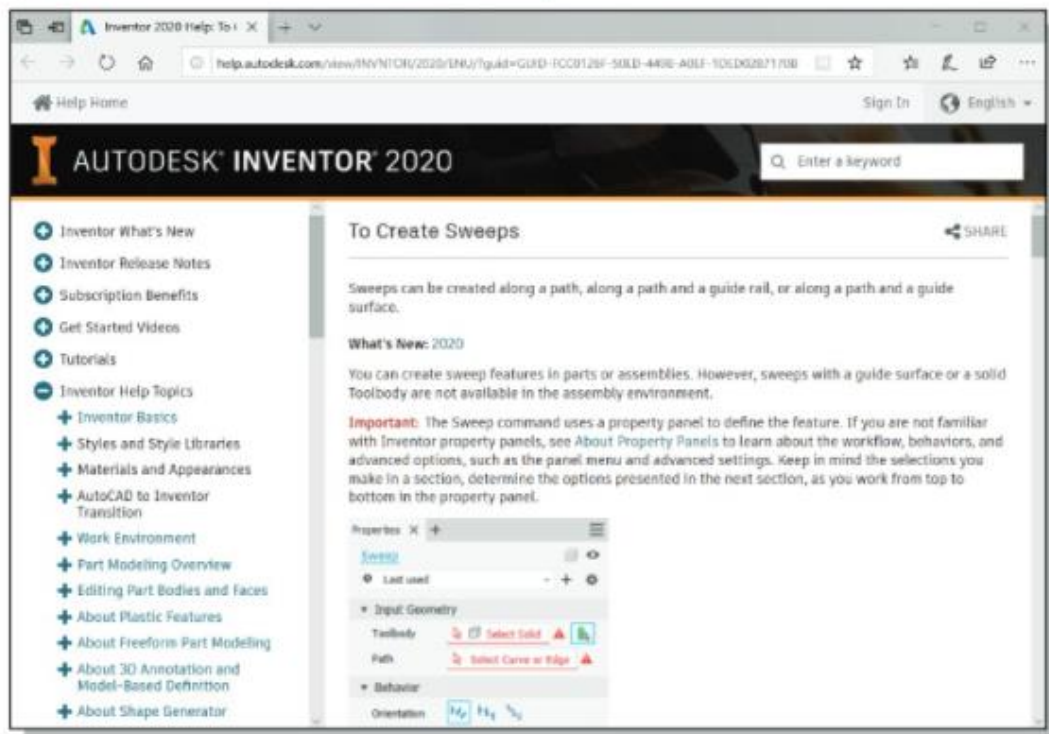 Inventor 2020 Help: To
help.autodesk.com/view/INVNTOR/2020/ENU/?guid=GUID-
Help Home
Sign In
English
AUTODESK® INVENTOR® 2020
Enter a keyword
Inventor What's New
Inventor Release Notes
Subscription Benefits
Get Started Videos
Tutorials
Inventor Help Topics
Inventor Basics
Styles and Style Libraries
Materials and Appearances
AutoCAD to Inventor
Transition
Work Environment
Part Modeling Overview
Editing Part Bodies and Faces
About Plastic Features
About Freeform Part Modeling
About 3D Annotation and
Model-Based Definition
About Shape Generator
To Create Sweeps
SHARE
Sweeps can be created along a path, along a path and a guide rail, or along a path and a guide
surface.
What's New: 2020
You can create sweep features in parts or assemblies. However, sweeps with a guide surface or a solid
Toolbody are not available in the assembly environment.
Important: The Sweep command uses a property panel to define the feature. If you are not familiar
with Inventor property panels, see About Property Panels to learn about the workflow, behaviors, and
advanced options, such as the panel menu and advanced settings. Keep in mind the selections you
make in a section, determine the options presented in the next section, as you work from top to
bottom in the property panel.
Properties
Sweep
Last used
Input Geometry
Toolbody Select Solid
Path Select Curve or Edge
Behavior
Orientation